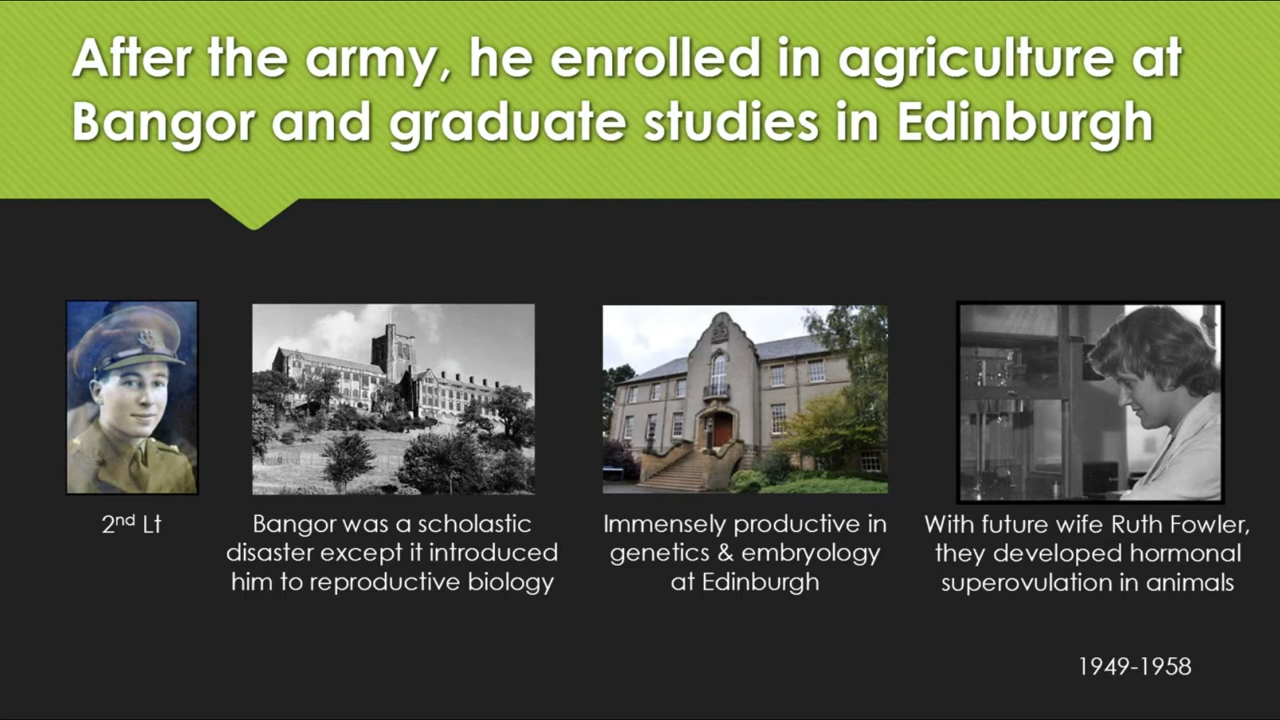 After the army, he enrolled in agriculture at
Bangor and graduate studies in Edinburgh
2nd Lt
Bangor was a scholastic
disaster except it introduced
him to reproductive biology
Immensely productive in
genetics & embryology
at Edinburgh
With future wife Ruth Fowler,
they developed hormonal
superovulation in animals
1949-1958